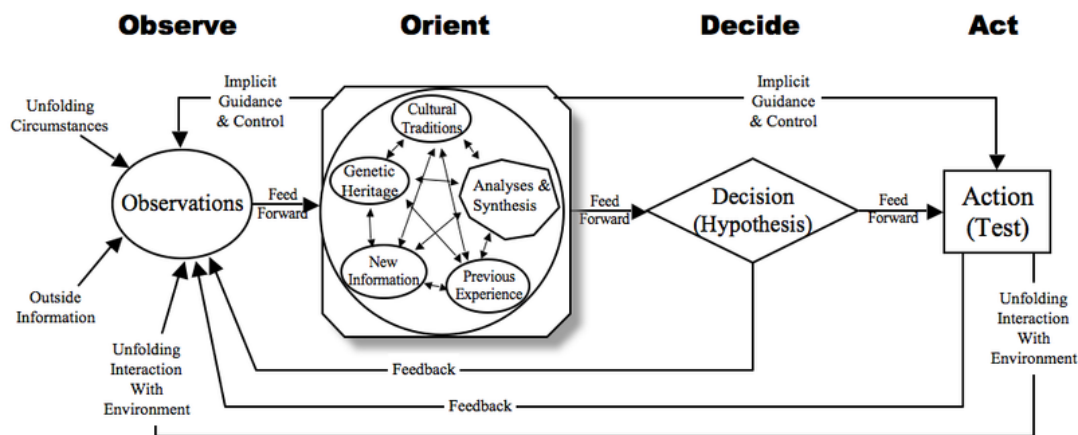 Observe
Orient
Decide
Act
Implicit
Guidance
& Control
Implicit
Guidance
& Control
Unfolding
Circumstances
Cultural
Traditions
Genetic
Heritage
Analyses &
Synthesis
New
Information
Previous
Experience
Observations
Feed
Forward
Feed
Forward
Decision
(Hypothesis)
Feed
Forward
Action
(Test)
Outside
Information
Unfolding
Interaction
With
Environment
Feedback
Feedback
Unfolding
Interaction
With
Environment